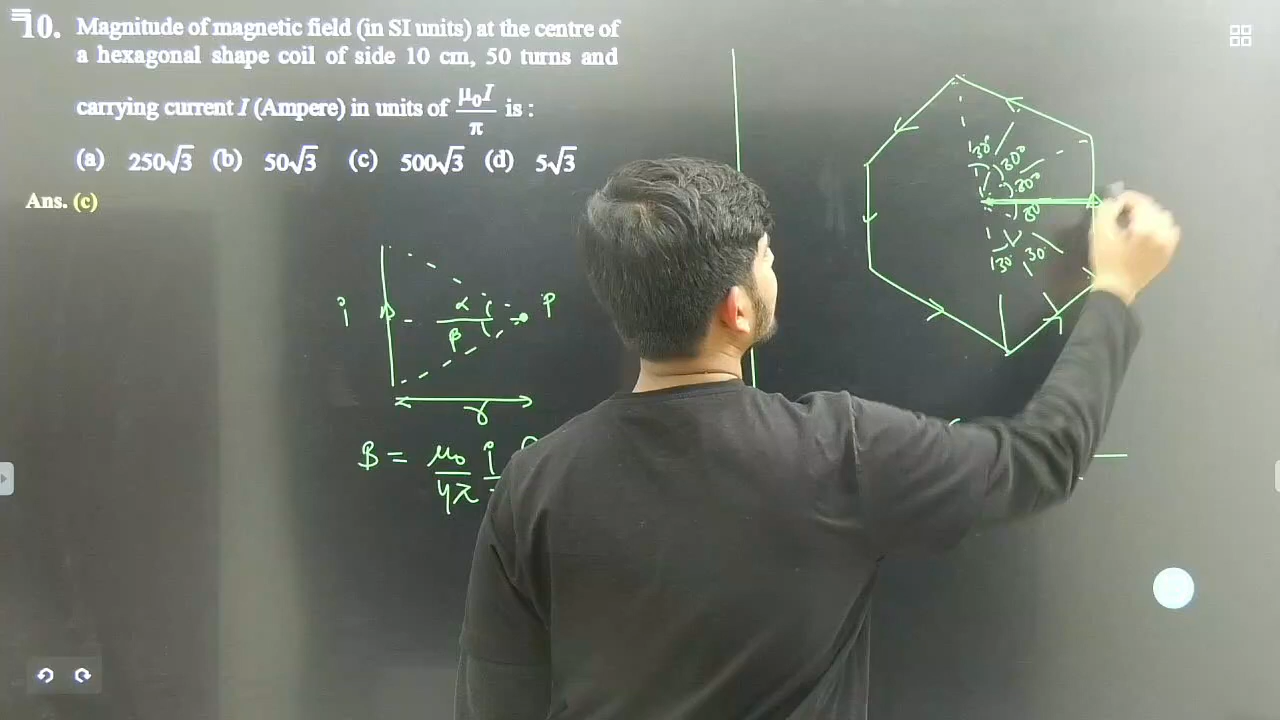 10. Magnitude of magnetic field (in SI units) at the centre of
a hexagonal shape coil of side 10 cm, 50 turns and
carrying current I (Ampere) in units of μ₀I/π is :
(a) 250√3 (b) 50√3 (c) 500√3 (d) 5√3
Ans. (c)
i
α
β
P
r
B = μ₀/4π i
30°
30°
30°
30°
30°
30°